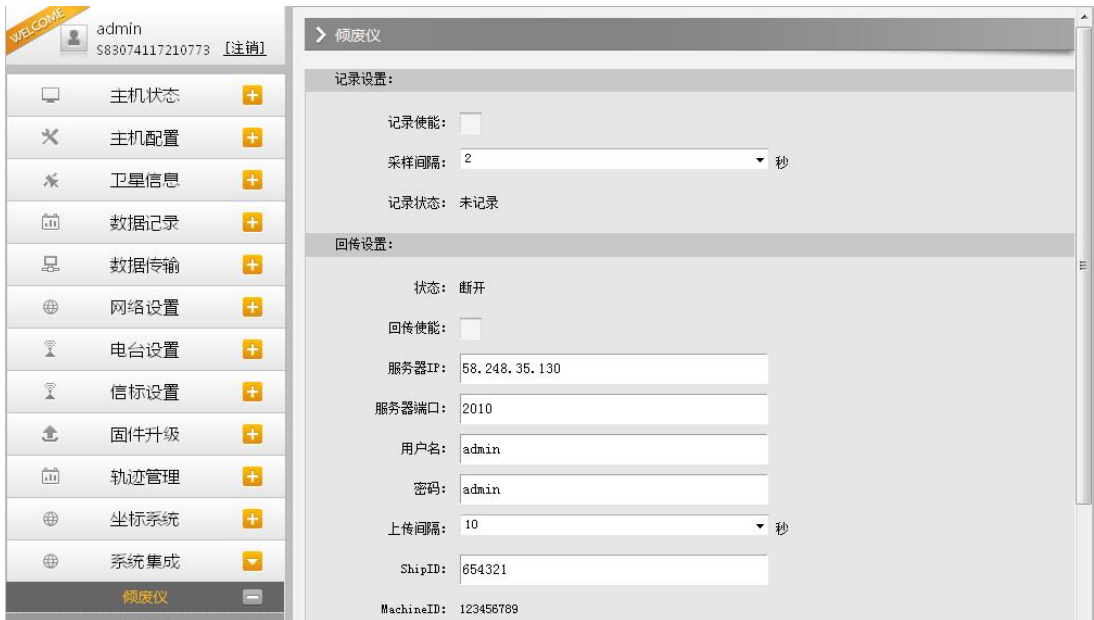 WELCOME
admin
S83074117210773 [注销]
主机状态
主机配置
卫星信息
数据记录
数据传输
网络设置
电台设置
信标设置
固件升级
轨迹管理
坐标系统
系统集成
倾废仪
倾废仪
记录设置:
记录使能:
采样间隔: 2 秒
记录状态: 未记录
回传设置:
状态: 断开
回传使能:
服务器IP: 58.248.35.130
服务器端口: 2010
用户名: admin
密码: admin
上传间隔: 10 秒
ShipID: 654321
MachineID: 123456789